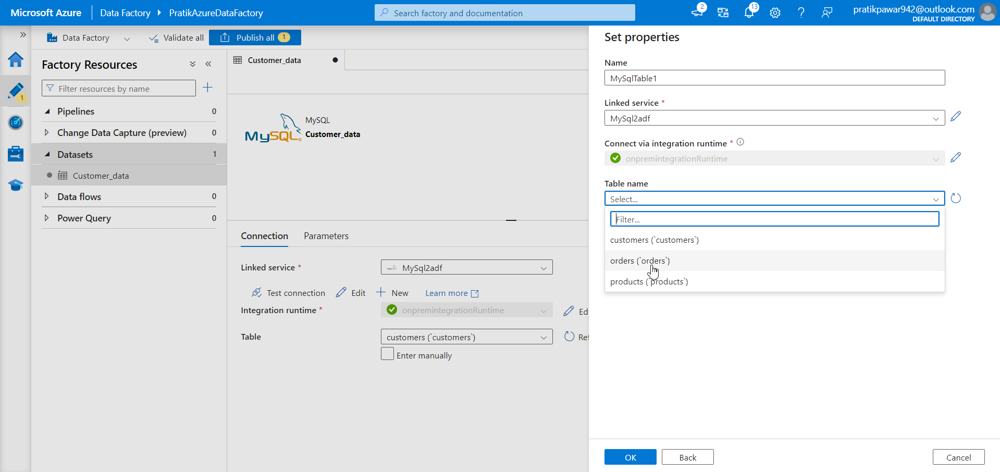 Microsoft Azure
Data Factory
PratikAzureDataFactory
Search factory and documentation
2
13
pratikpawar942@outlook.com
DEFAULT DIRECTORY
Data Factory
Validate all
Publish all 1
1
Factory Resources
Filter resources by name
Pipelines 0
Change Data Capture (preview) 0
Datasets 1
Customer_data
Data flows 0
Power Query 0
Customer_data
MySQL
MySQL
Customer_data
Connection Parameters
Linked service *
MySQL MySql2adf
Test connection Edit New Learn more
Integration runtime *
onpremintegrationRuntime
Ed
Table
customers (`customers`)
Ref
Enter manually
Set properties
Name
MySqlTable1
Linked service *
MySql2adf
Connect via integration runtime *
onpremintegrationRuntime
Table name
Select...
Filter...
customers (`customers`)
orders (`orders`)
products (`products`)
OK Back Cancel